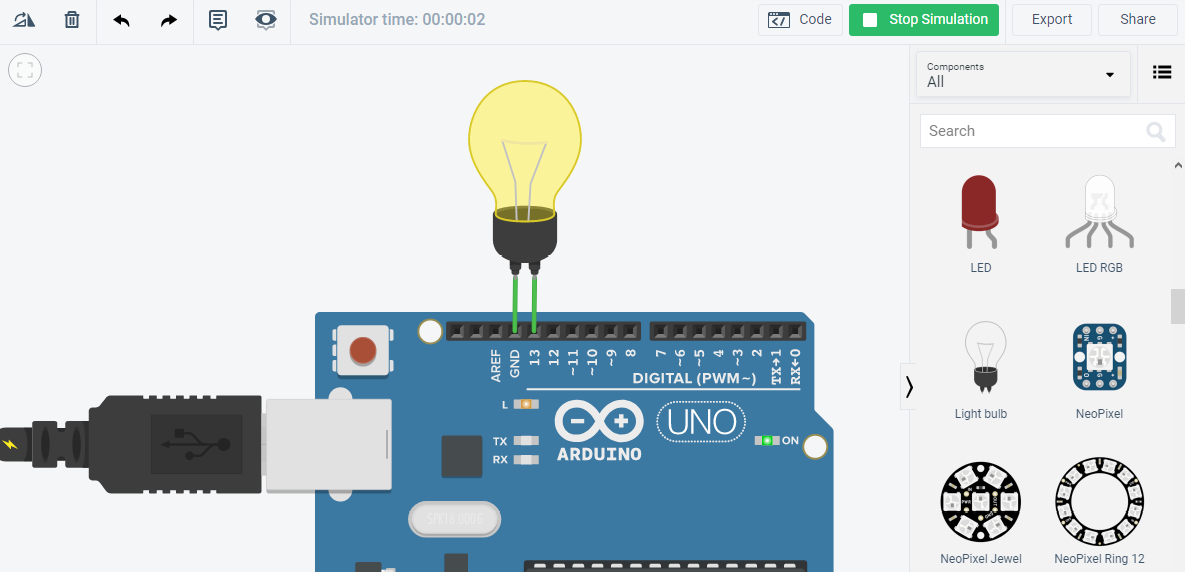 Simulator time: 00:00:02
Code
Stop Simulation
Export
Share
Components
All
Search
LED
LED RGB
Light bulb
NeoPixel
NeoPixel Jewel
NeoPixel Ring 12
AREF
GND
13
12
~11
~10
~9
8
7
~6
~5
4
~3
2
TX→1
RX←0
DIGITAL (PWM~)
L
TX
RX
UNO
ARDUINO
ON
SPK16.000G